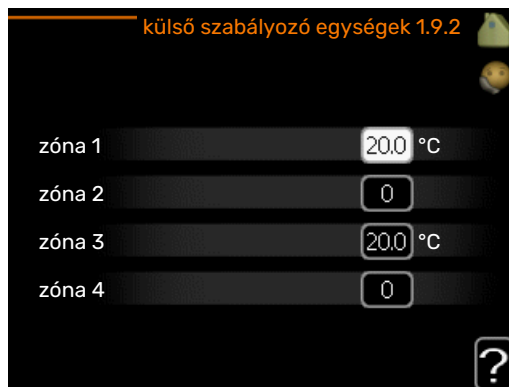 külső szabályozó egységek 1.9.2
zóna 1 20.0 °C
zóna 2 0
zóna 3 20.0 °C
zóna 4 0
?